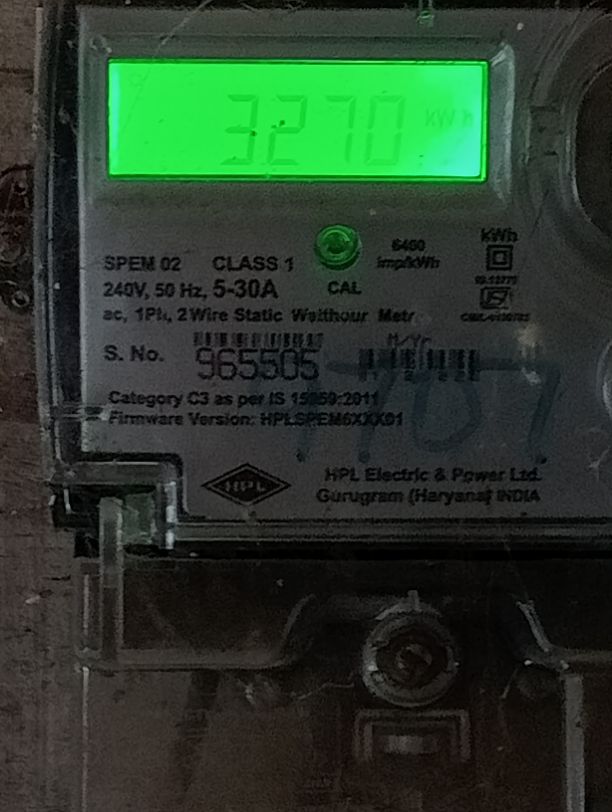 3270 kWh
SPEM 02 CLASS 1
6400 imp/kWh
kWh
240V, 50 Hz, 5-30A
CAL
ac, 1Ph, 2Wire Static Watthour Metr
S. No.
965505
M/Yr
Category C3 as per IS 15959:2011
Firmware Version: HPLSPEM6XXX01
HPL
HPL Electric & Power Ltd.
Gurugram (Haryana) INDIA